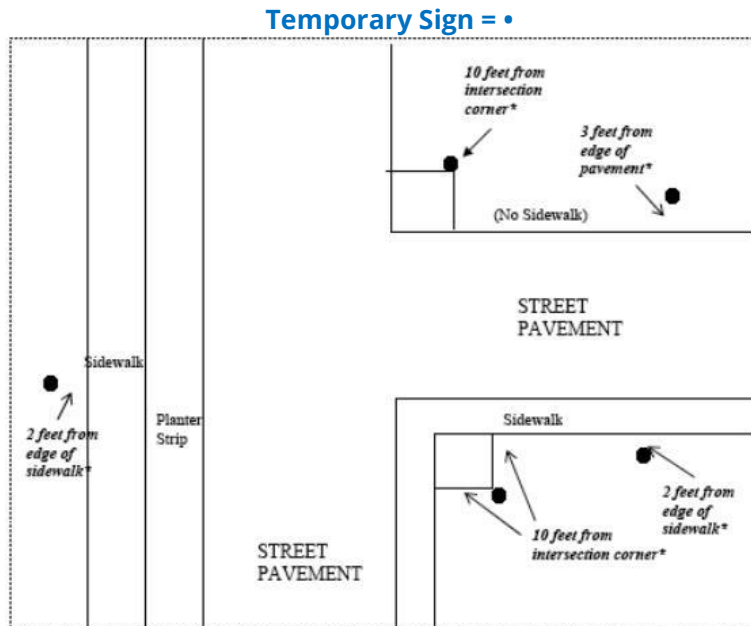 Temporary Sign = •
10 feet from
intersection
corner*
3 feet from
edge of
pavement*
(No Sidewalk)
STREET
PAVEMENT
Sidewalk
Planter
Strip
2 feet from
edge of
sidewalk*
Sidewalk
2 feet from
edge of
sidewalk*
10 feet from
intersection corner*
STREET
PAVEMENT